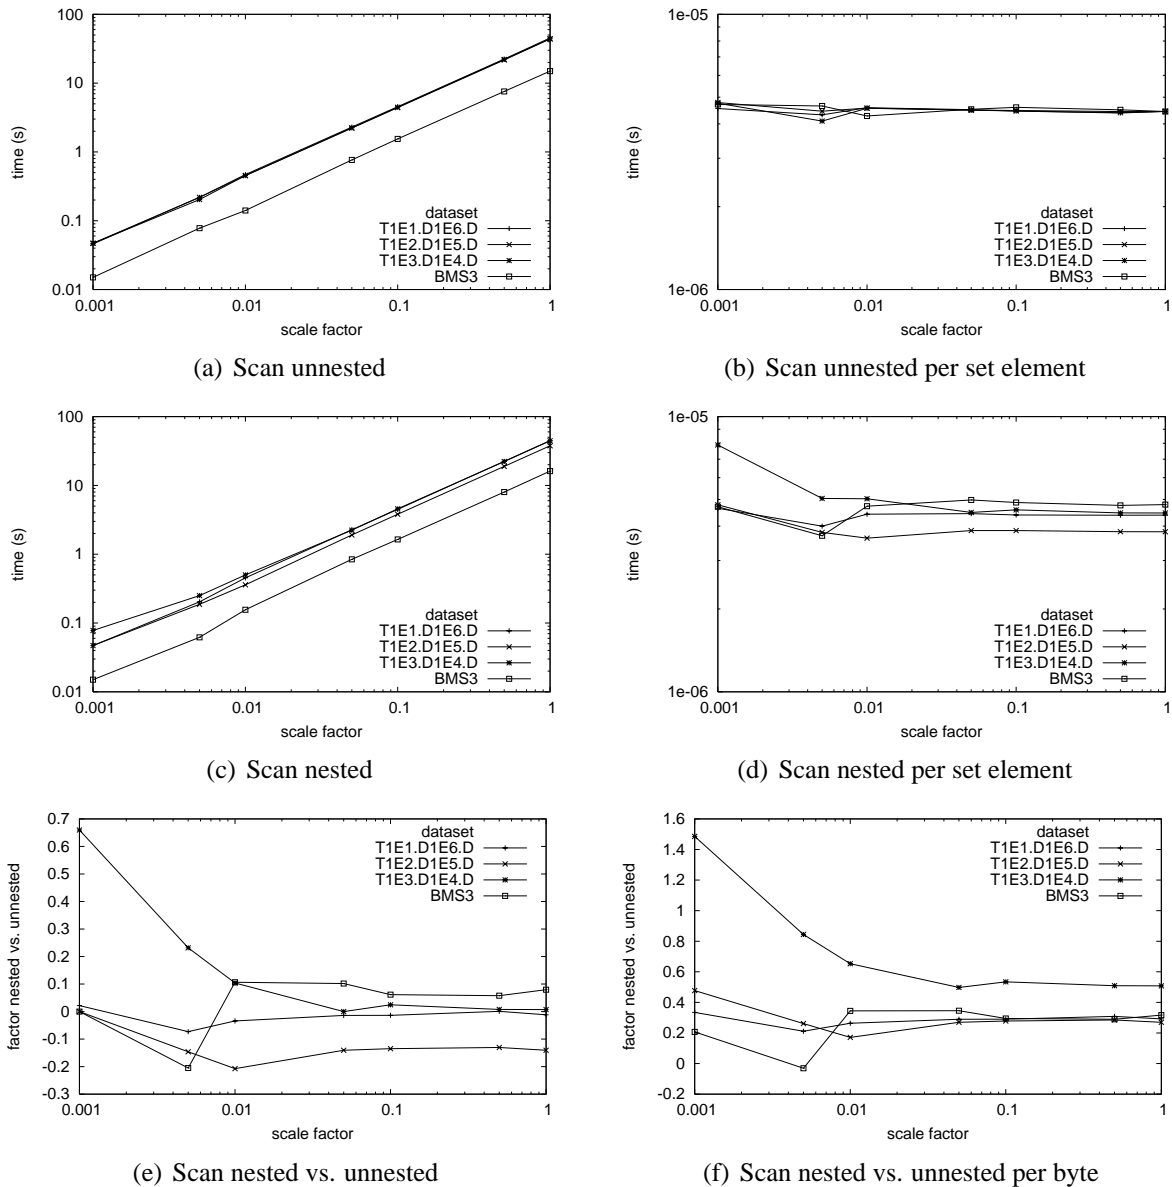 100
10
1
0.1
0.01
time (s)
dataset
T1E1.D1E6.D
T1E2.D1E5.D
T1E3.D1E4.D
BMS3
0.001
0.01
0.1
1
scale factor
(a) Scan unnested
1e-05
1e-06
time (s)
dataset
T1E1.D1E6.D
T1E2.D1E5.D
T1E3.D1E4.D
BMS3
0.001
0.01
0.1
1
scale factor
(b) Scan unnested per set element
100
10
1
0.1
0.01
time (s)
dataset
T1E1.D1E6.D
T1E2.D1E5.D
T1E3.D1E4.D
BMS3
0.001
0.01
0.1
1
scale factor
(c) Scan nested
1e-05
1e-06
time (s)
dataset
T1E1.D1E6.D
T1E2.D1E5.D
T1E3.D1E4.D
BMS3
0.001
0.01
0.1
1
scale factor
(d) Scan nested per set element
0.7
0.6
0.5
0.4
0.3
0.2
0.1
0
-0.1
-0.2
-0.3
factor nested vs. unnested
dataset
T1E1.D1E6.D
T1E2.D1E5.D
T1E3.D1E4.D
BMS3
0.001
0.01
0.1
1
scale factor
(e) Scan nested vs. unnested
1.6
1.4
1.2
1
0.8
0.6
0.4
0.2
0
-0.2
factor nested vs. unnested
dataset
T1E1.D1E6.D
T1E2.D1E5.D
T1E3.D1E4.D
BMS3
0.001
0.01
0.1
1
scale factor
(f) Scan nested vs. unnested per byte